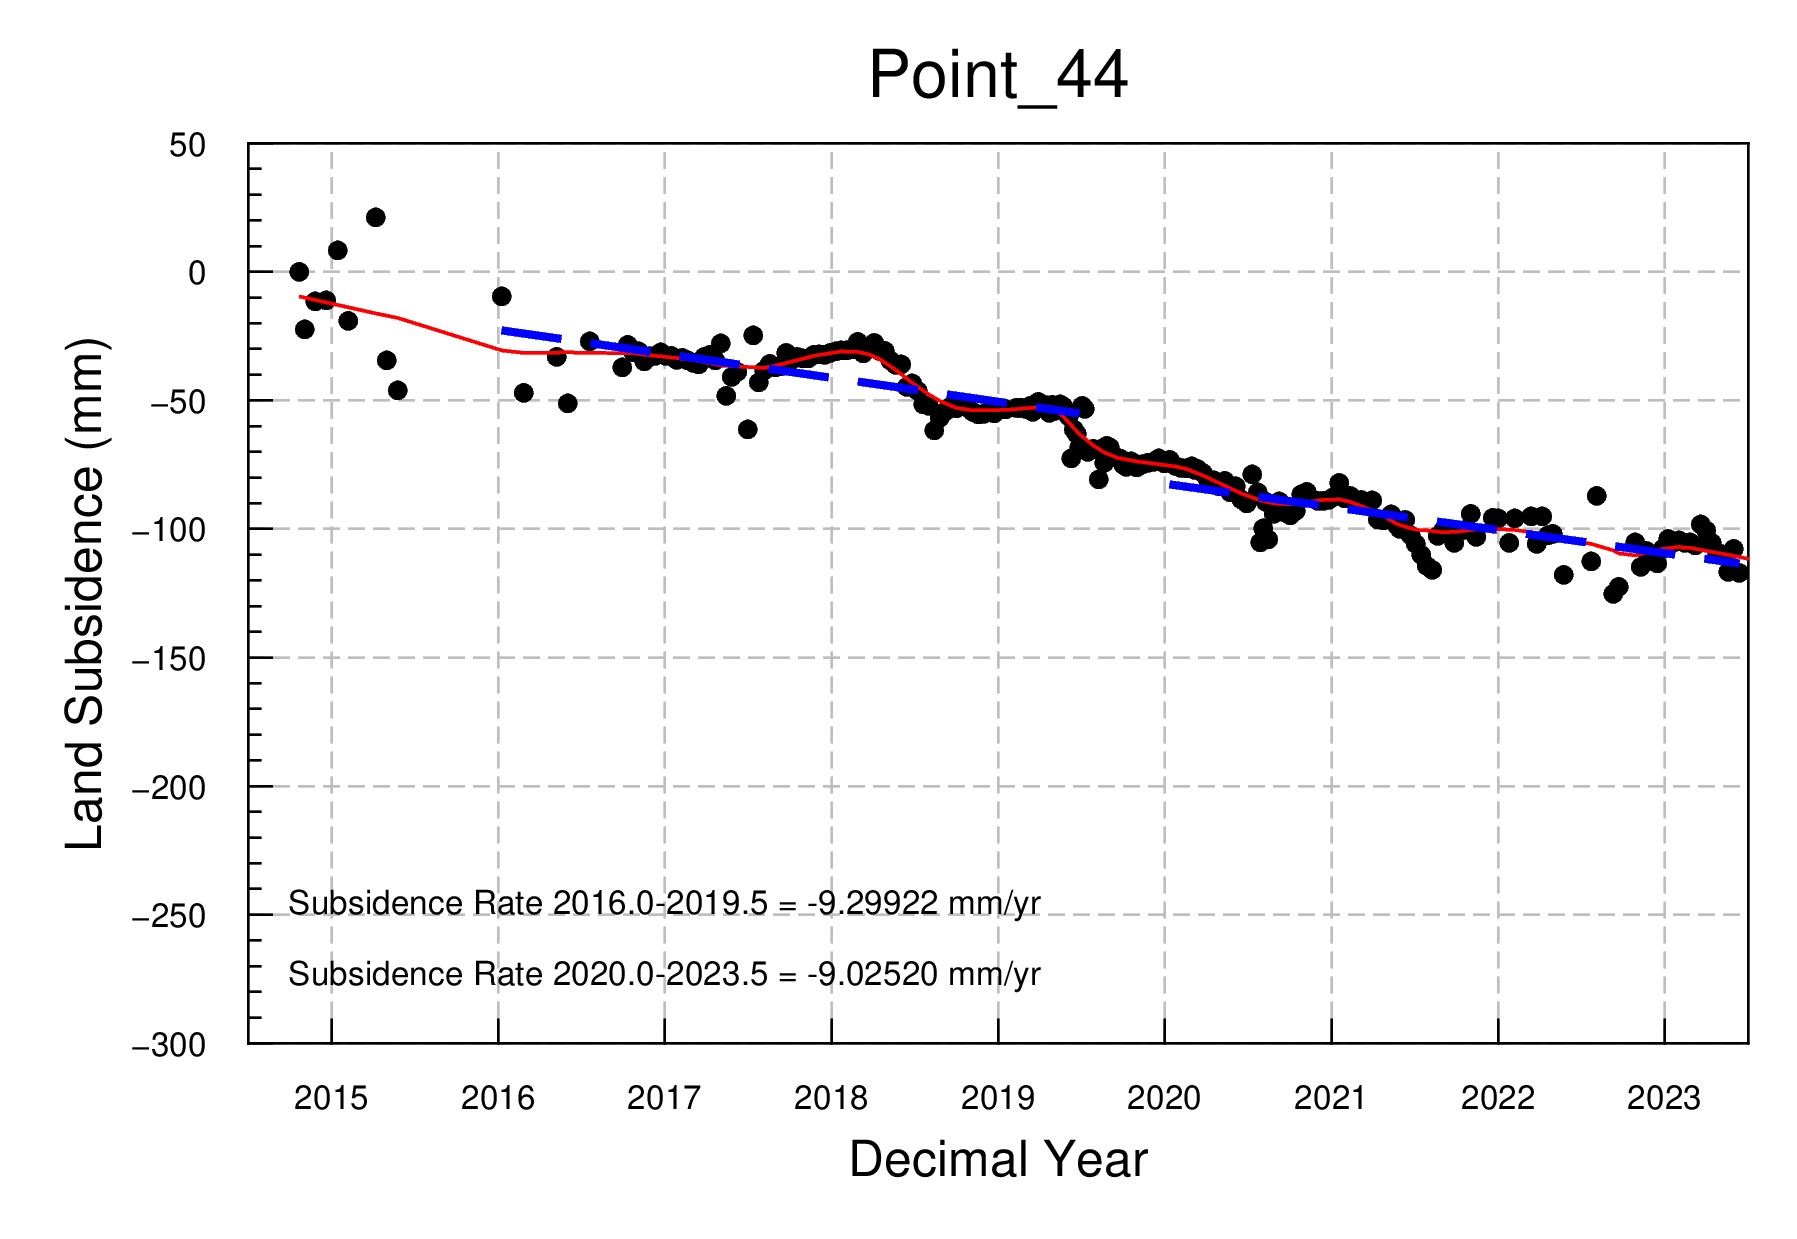 Point_44
Land Subsidence (mm)
50
0
−50
−100
−150
−200
−250
−300
Subsidence Rate 2016.0-2019.5 = -9.29922 mm/yr
Subsidence Rate 2020.0-2023.5 = -9.02520 mm/yr
2015 2016 2017 2018 2019 2020 2021 2022 2023
Decimal Year